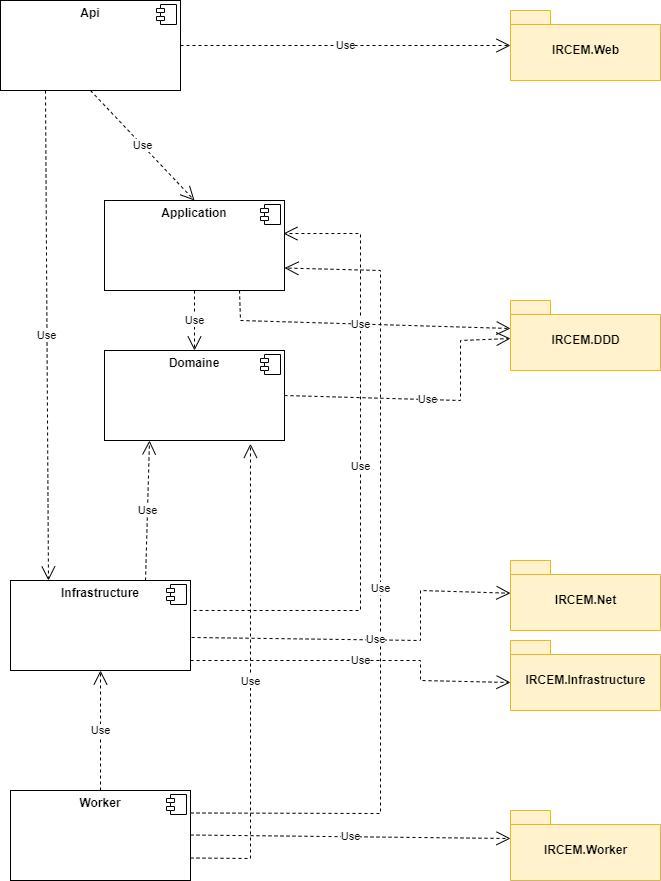 Api
Use
IRCEM.Web
Use
Application
Use
Use
IRCEM.DDD
Use
Domaine
Use
Use
Use
Use
Infrastructure
IRCEM.Net
Use
Use
Use
IRCEM.Infrastructure
Use
Use
Worker
Use
IRCEM.Worker